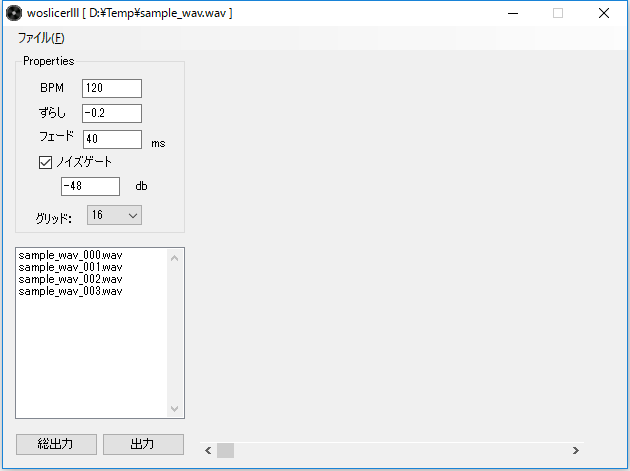 woslicerIII [ D:¥Temp¥sample_wav.wav ]
ファイル(F)
Properties
BPM 120
ずらし -0.2
フェード 40 ms
ノイズゲート
-48 db
グリッド: 16
sample_wav_000.wav
sample_wav_001.wav
sample_wav_002.wav
sample_wav_003.wav
総出力 出力